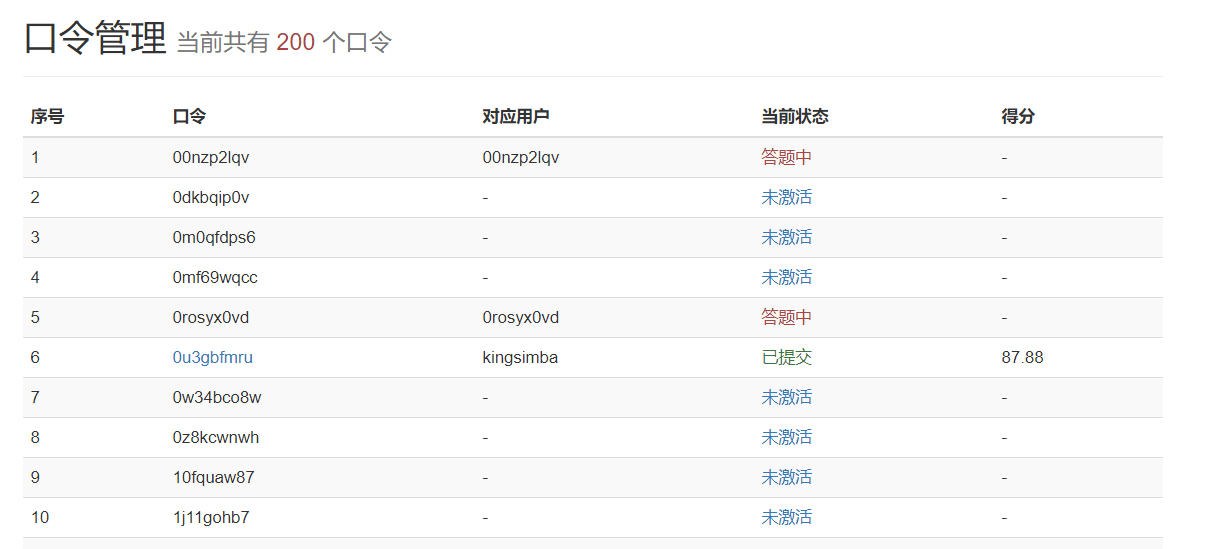 口令管理 当前共有 200 个口令
序号 口令 对应用户 当前状态 得分
1 00nzp2lqv 00nzp2lqv 答题中 -
2 0dkbqip0v - 未激活 -
3 0m0qfdps6 - 未激活 -
4 0mf69wqcc - 未激活 -
5 0rosyx0vd 0rosyx0vd 答题中 -
6 0u3gbfmru kingsimba 已提交 87.88
7 0w34bco8w - 未激活 -
8 0z8kcwnwh - 未激活 -
9 10fquaw87 - 未激活 -
10 1j11gohb7 - 未激活 -